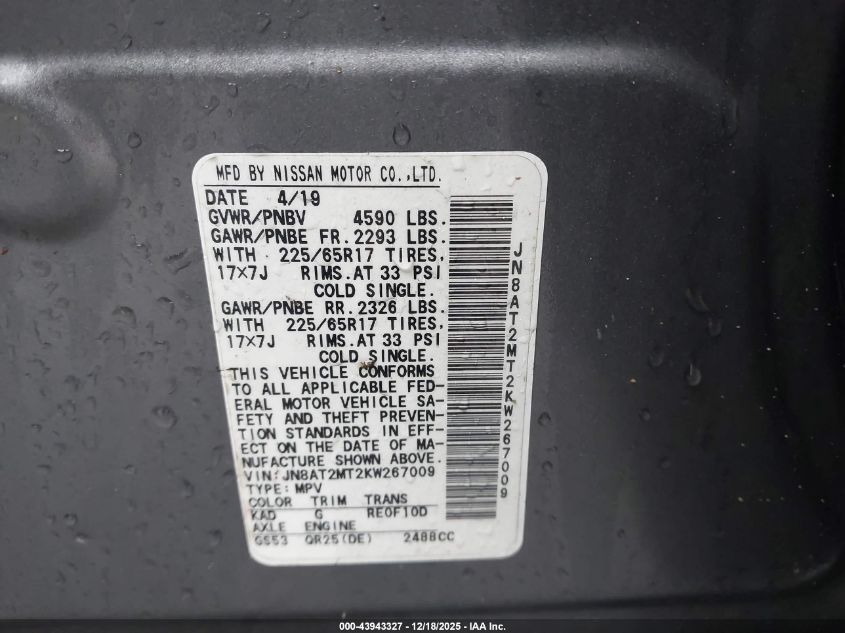 MFD BY NISSAN MOTOR CO.,LTD.
DATE 4/19
GVWR/PNBV 4590 LBS.
GAWR/PNBE FR. 2293 LBS.
WITH 225/65R17 TIRES,
17×7J RIMS.AT 33 PSI
COLD SINGLE.
GAWR/PNBE RR. 2326 LBS.
WITH 225/65R17 TIRES,
17×7J RIMS.AT 33 PSI
COLD SINGLE.
THIS VEHICLE CONFORMS
TO ALL APPLICABLE FED-
ERAL MOTOR VEHICLE SA-
FETY AND THEFT PREVEN-
TION STANDARDS IN EFF-
ECT ON THE DATE OF MA-
NUFACTURE SHOWN ABOVE.
VIN:JN8AT2MT2KW267009
TYPE:MPV
COLOR TRIM TRANS
KAD G RE0F10D
AXLE ENGINE
GS53 QR25(DE) 2488CC
JN8AT2MT2KW267009
000-43943327 - 12/18/2025 - IAA Inc.